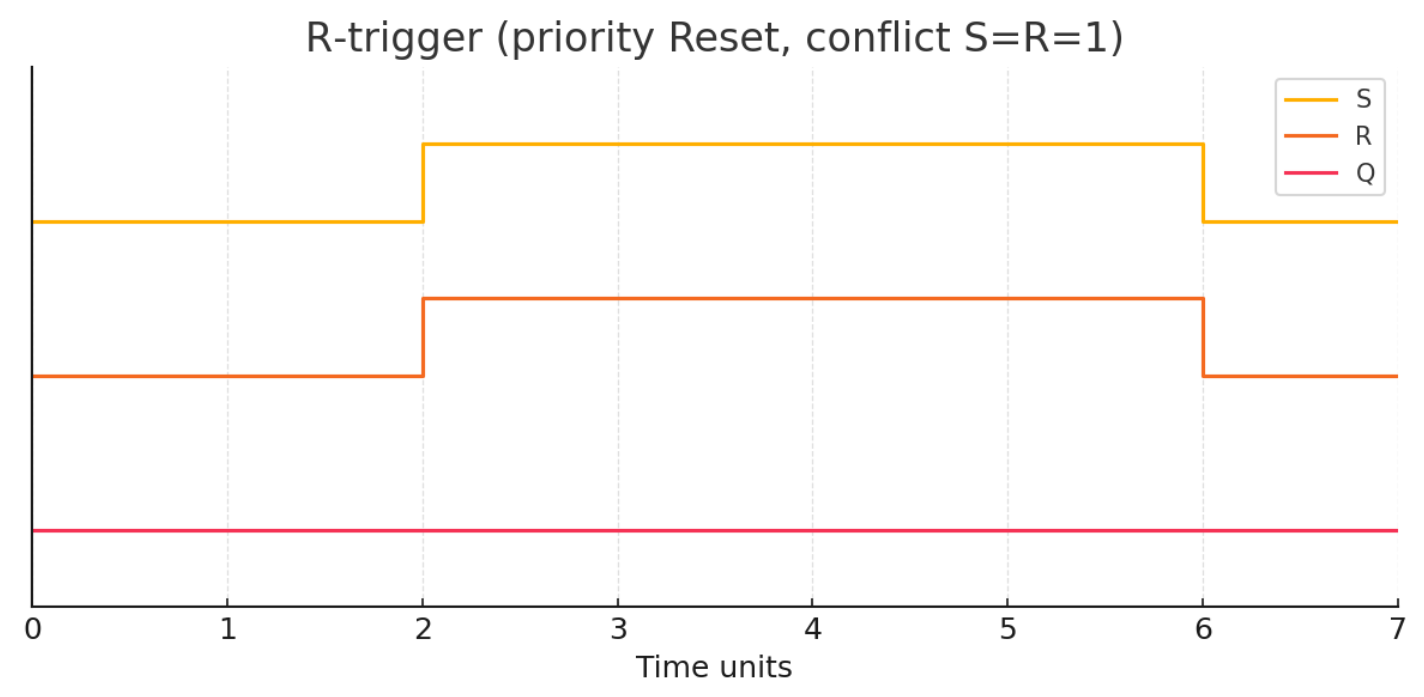 R-trigger (priority Reset, conflict S=R=1)
S
R
Q
0 1 2 3 4 5 6 7
Time units